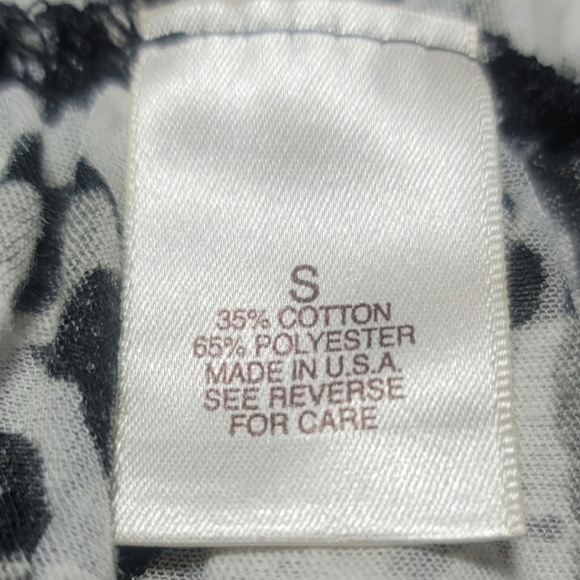 S
35% COTTON
65% POLYESTER
MADE IN U.S.A.
SEE REVERSE
FOR CARE